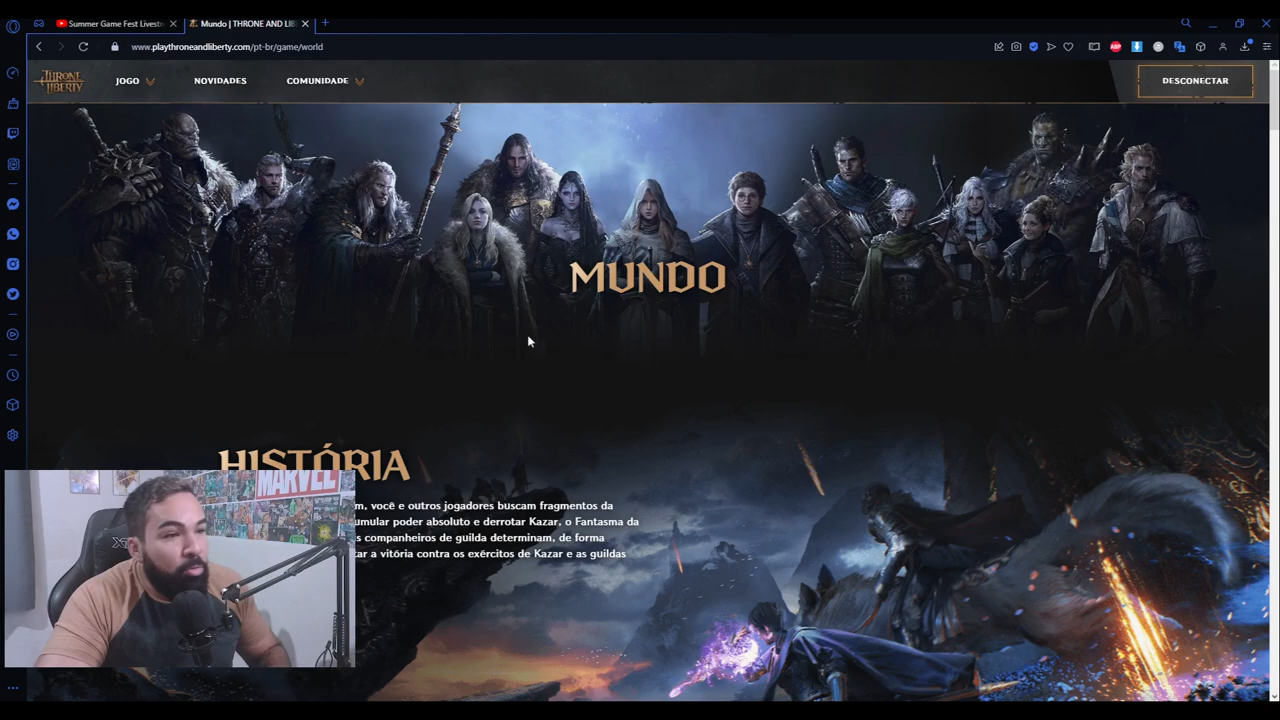 Summer Game Fest Livestr
Mundo | THRONE AND LIB
www.playthroneandliberty.com/pt-br/game/world
THRONE
LIBERTY
JOGO
NOVIDADES
COMUNIDADE
DESCONECTAR
MUNDO
HISTÓRIA
MARVEL
m, você e outros jogadores buscam fragmentos da
umular poder absoluto e derrotar Kazar, o Fantasma da
s companheiros de guilda determinam, de forma
tar a vitória contra os exércitos de Kazar e as guildas